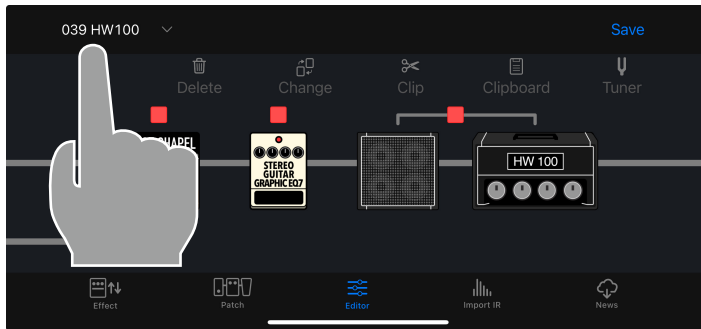 039 HW100
Save
Delete
Change
Clip
Clipboard
Tuner
STEREO
GUITAR
GRAPHIC EQ7
HW 100
Effect
Patch
Editor
Import IR
News